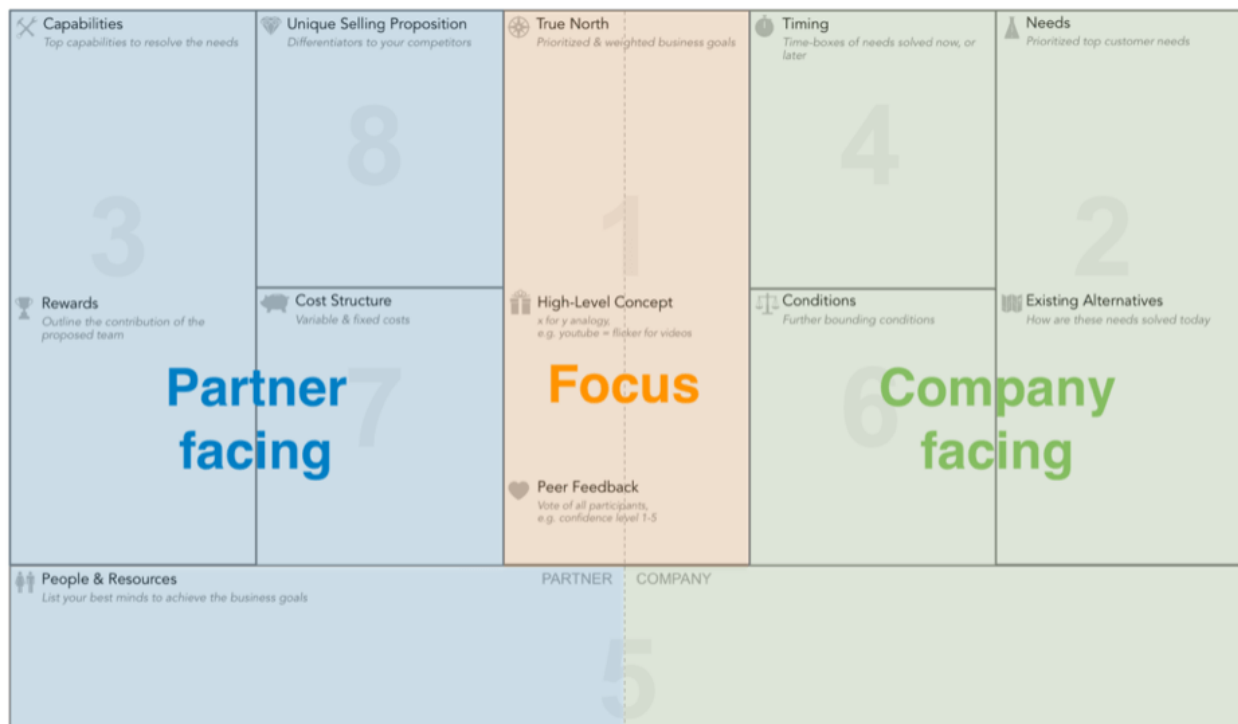 Capabilities
Top capabilities to resolve the needs
3
Rewards
Outline the contribution of the
proposed team
Unique Selling Proposition
Differentiators to your competitors
8
Cost Structure
Variable & fixed costs
7
Partner
facing
True North
Prioritized & weighted business goals
1
High-Level Concept
x for y analogy,
e.g. youtube = flicker for videos
Focus
Peer Feedback
Vote of all participants,
e.g. confidence level 1-5
Timing
Time-boxes of needs solved now, or
later
4
Conditions
Further bounding conditions
6
Needs
Prioritized top customer needs
2
Existing Alternatives
How are these needs solved today
Company
facing
People & Resources
List your best minds to achieve the business goals
PARTNER
COMPANY
5